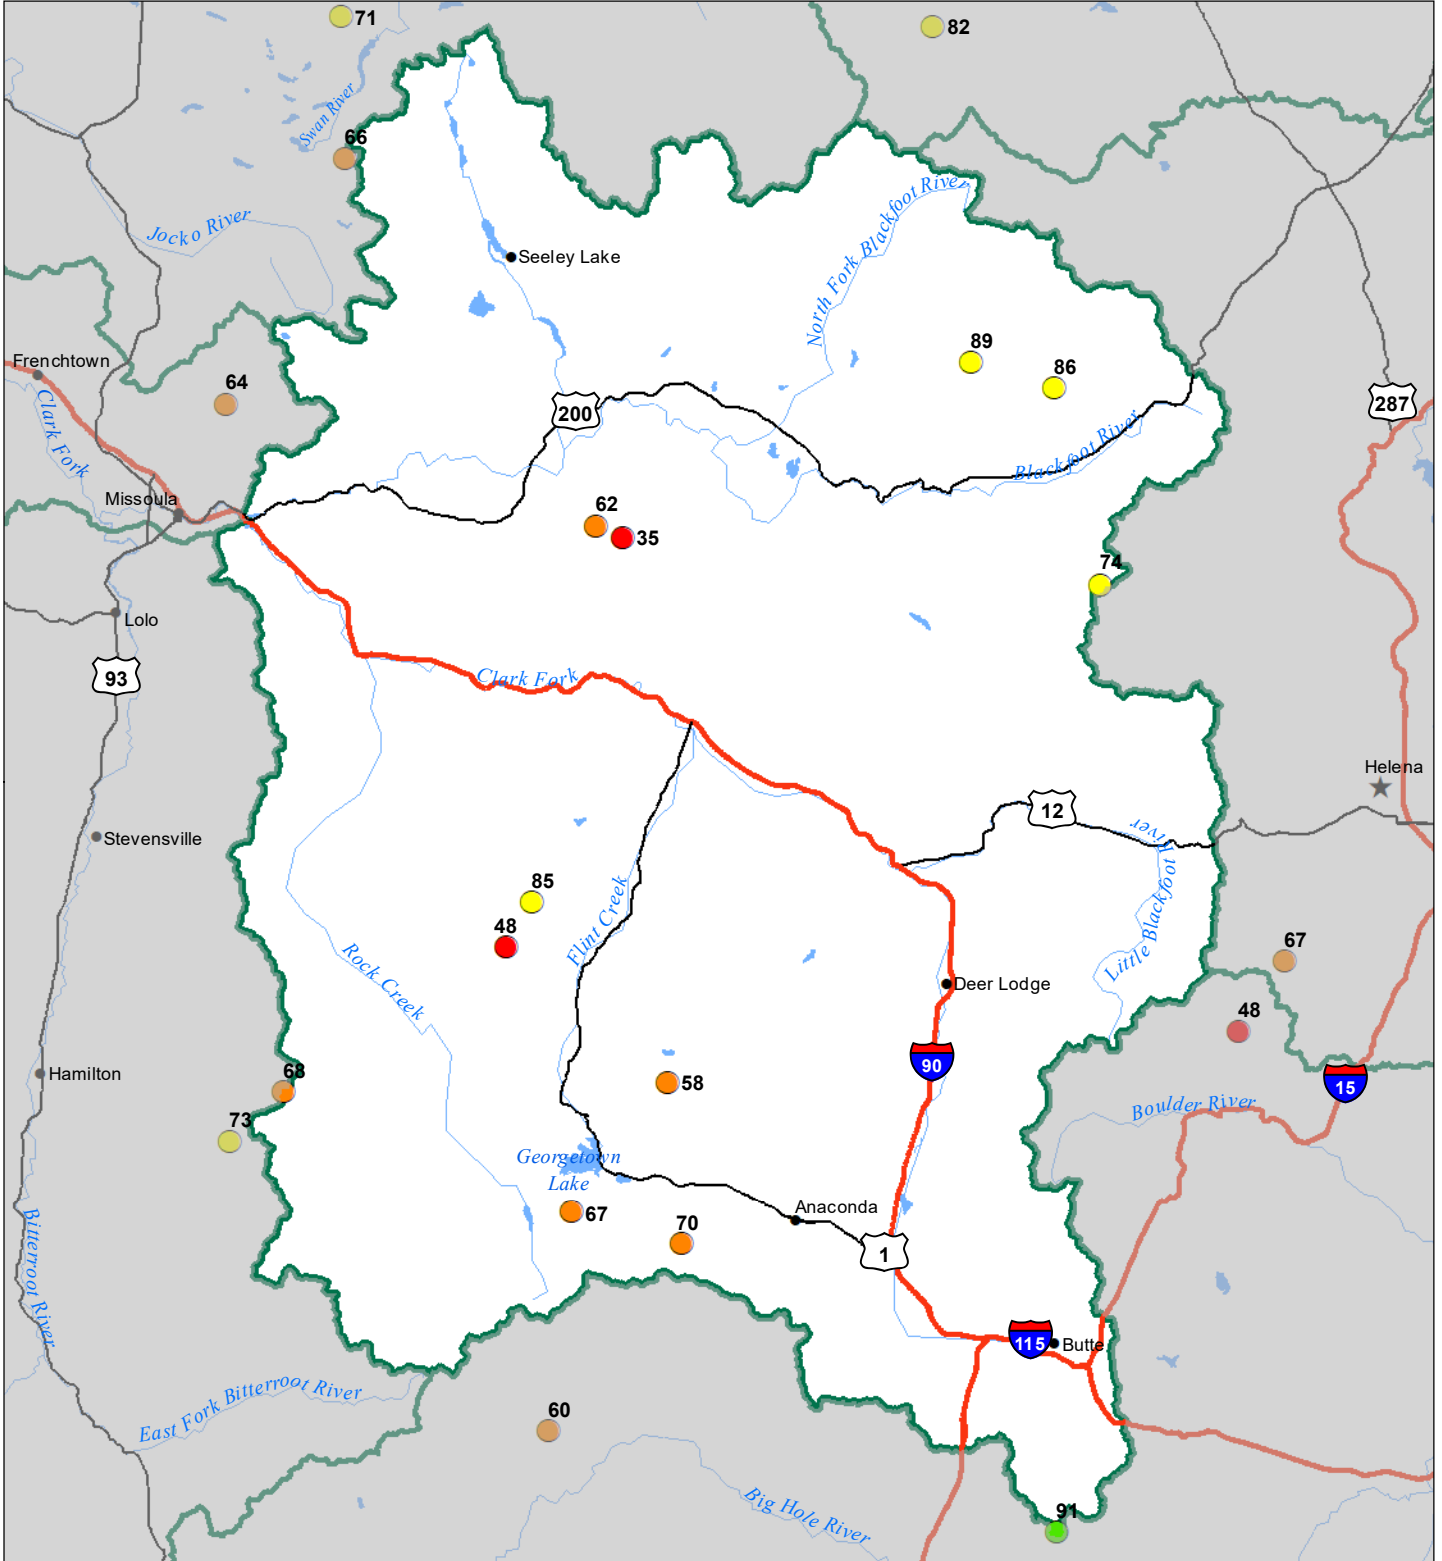 71
82
Swan River
66
Jocko River
North Fork Blackfoot River
Seeley Lake
89
86
Frenchtown
64
200
287
Clark Fork
Blackfoot River
Missoula
62
35
74
Lolo
93
Clark Fork
Helena
12
Stevensville
Little Blackfoot River
85
48
Flint Creek
67
Rock Creek
Deer Lodge
48
90
68
Hamilton
58
15
73
Boulder River
Georgetown
Lake
67
70
Anaconda
1
Bitterroot River
115
Butte
East Fork Bitterroot River
60
Big Hole River
91